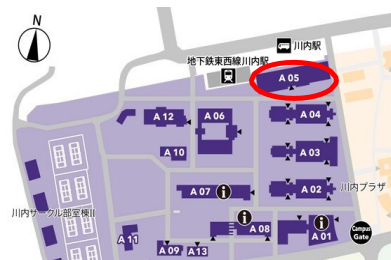 N
川内駅
地下鉄東西線川内駅
A 05
A 12
A 06
A 04
A 10
A 03
A 07
i
A 02
川内プラザ
川内サークル部室棟II
i
A 08
i
A 01
Campus
Gate
A 11
A 09
A 13